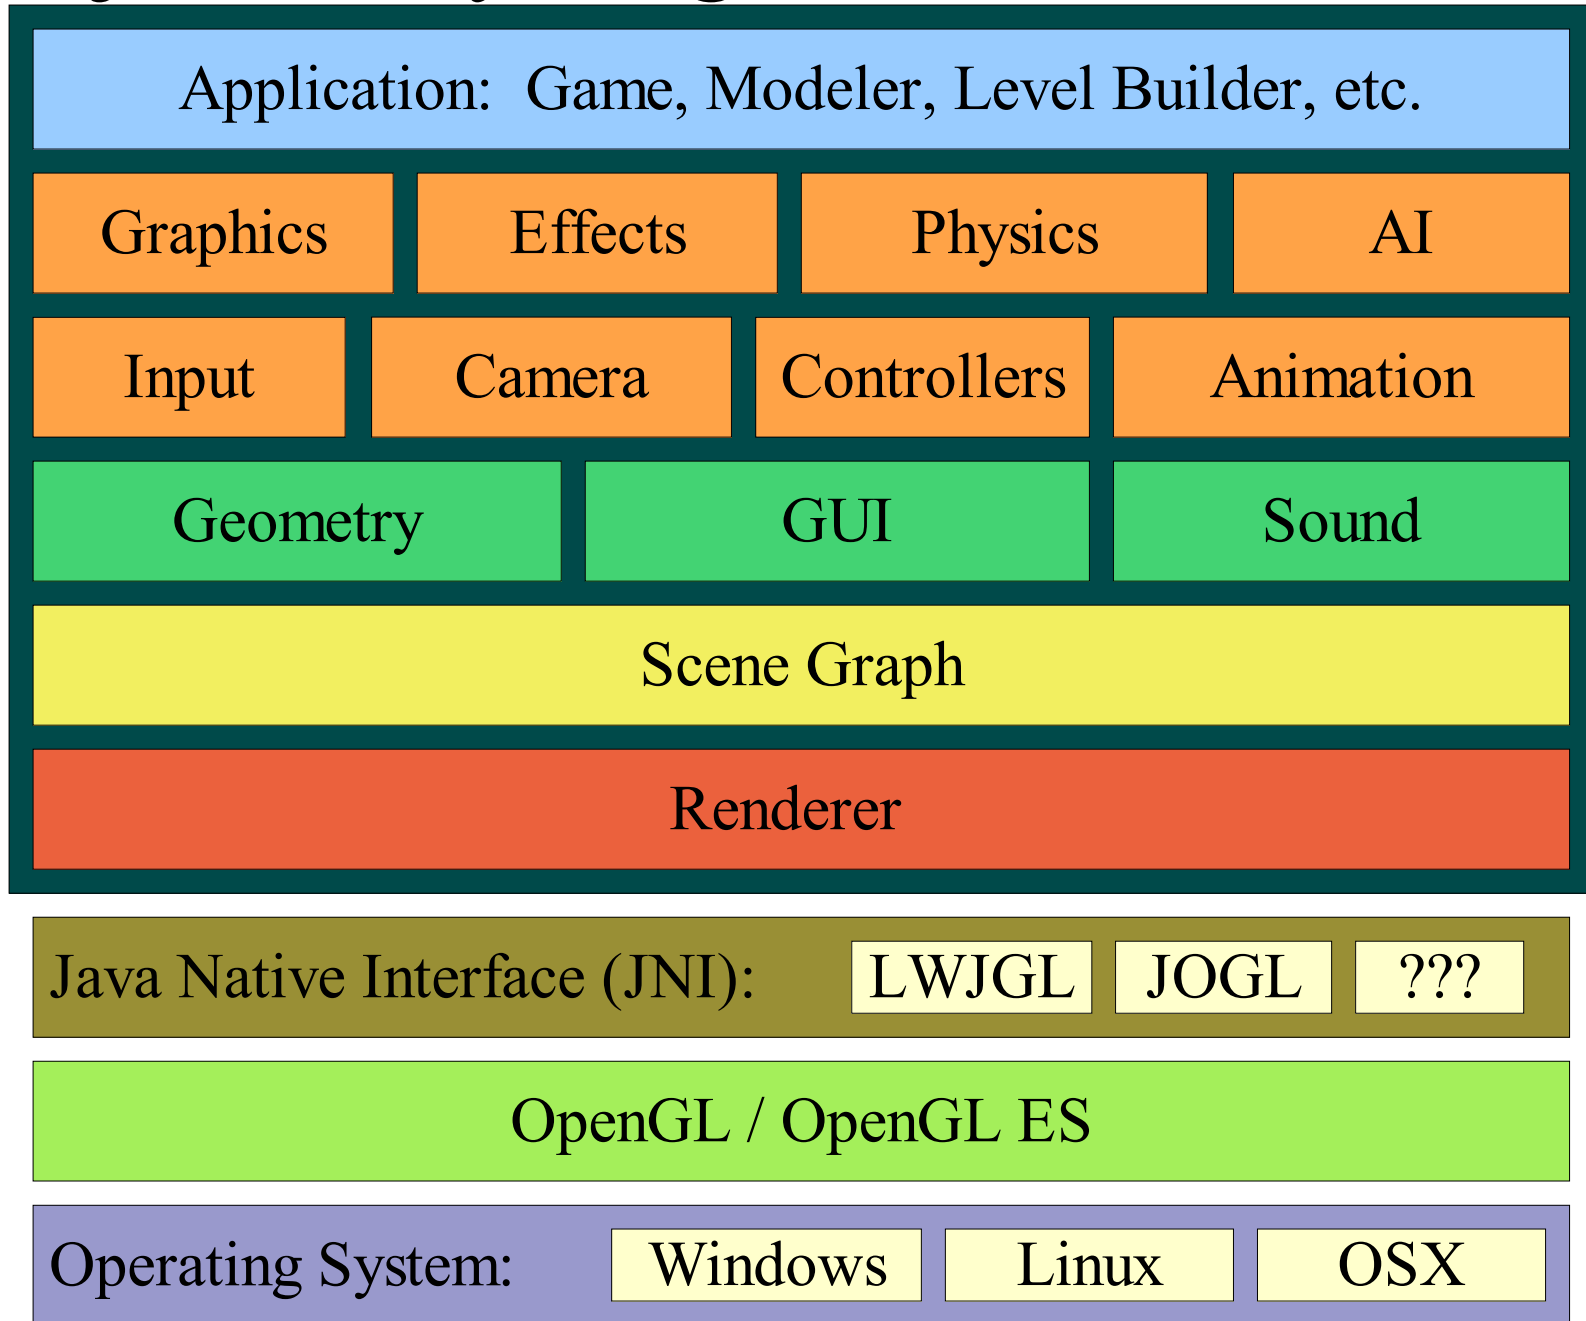 Application: Game, Modeler, Level Builder, etc.
Graphics Effects Physics AI
Input Camera Controllers Animation
Geometry GUI Sound
Scene Graph
Renderer
Java Native Interface (JNI): LWJGL JOGL ???
OpenGL / OpenGL ES
Operating System: Windows Linux OSX